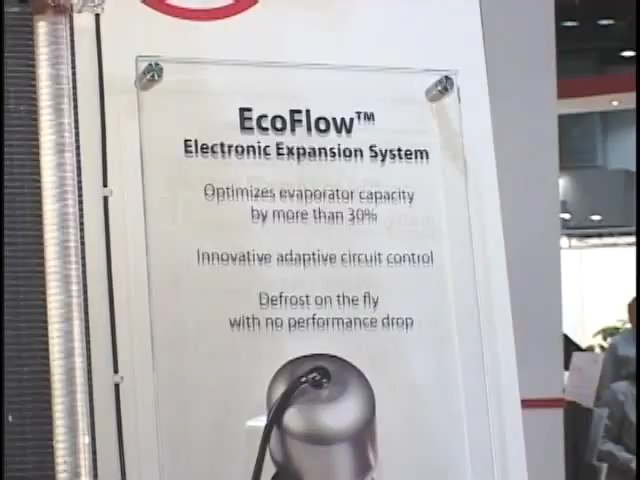 EcoFlow™
Electronic Expansion System
Optimizes evaporator capacity
by more than 30%
Innovative adaptive circuit control
Defrost on the fly
with no performance drop